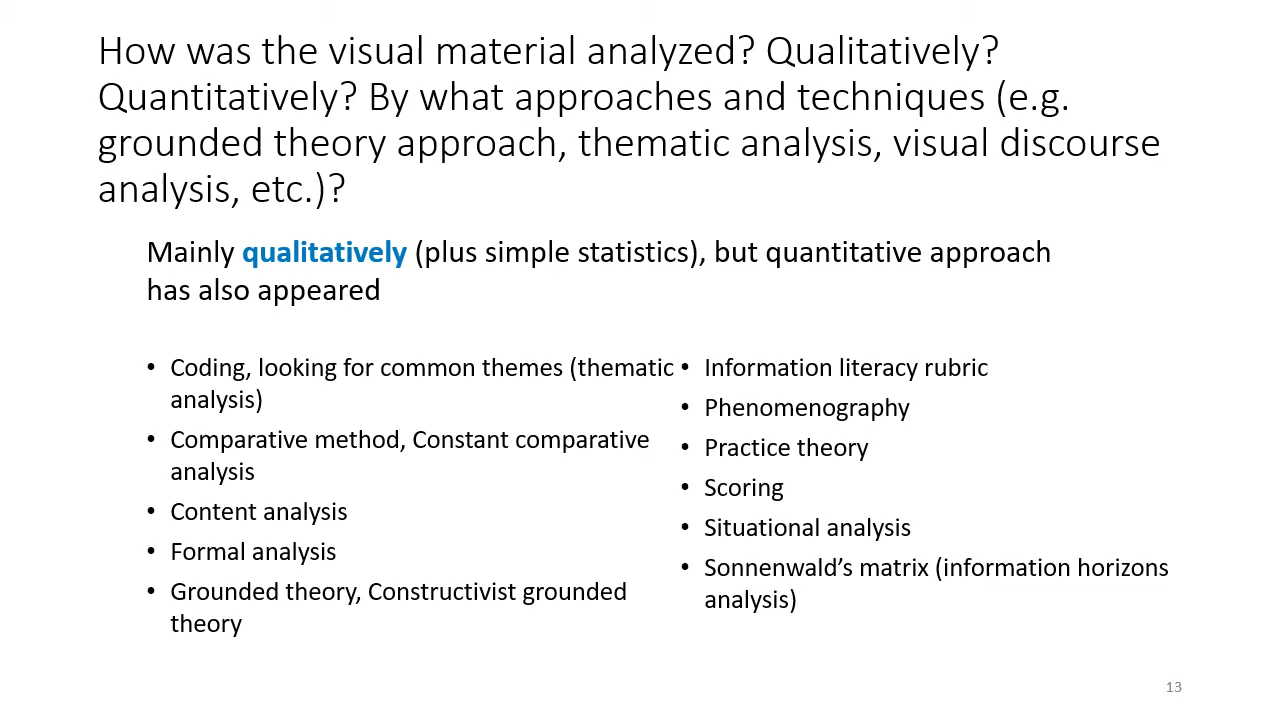 How was the visual material analyzed? Qualitatively?
Quantitatively? By what approaches and techniques (e.g.
grounded theory approach, thematic analysis, visual discourse
analysis, etc.)?
Mainly qualitatively (plus simple statistics), but quantitative approach
has also appeared
• Coding, looking for common themes (thematic
analysis)
• Comparative method, Constant comparative
analysis
• Content analysis
• Formal analysis
• Grounded theory, Constructivist grounded
theory
• Information literacy rubric
• Phenomenography
• Practice theory
• Scoring
• Situational analysis
• Sonnenwald’s matrix (information horizons
analysis)
13